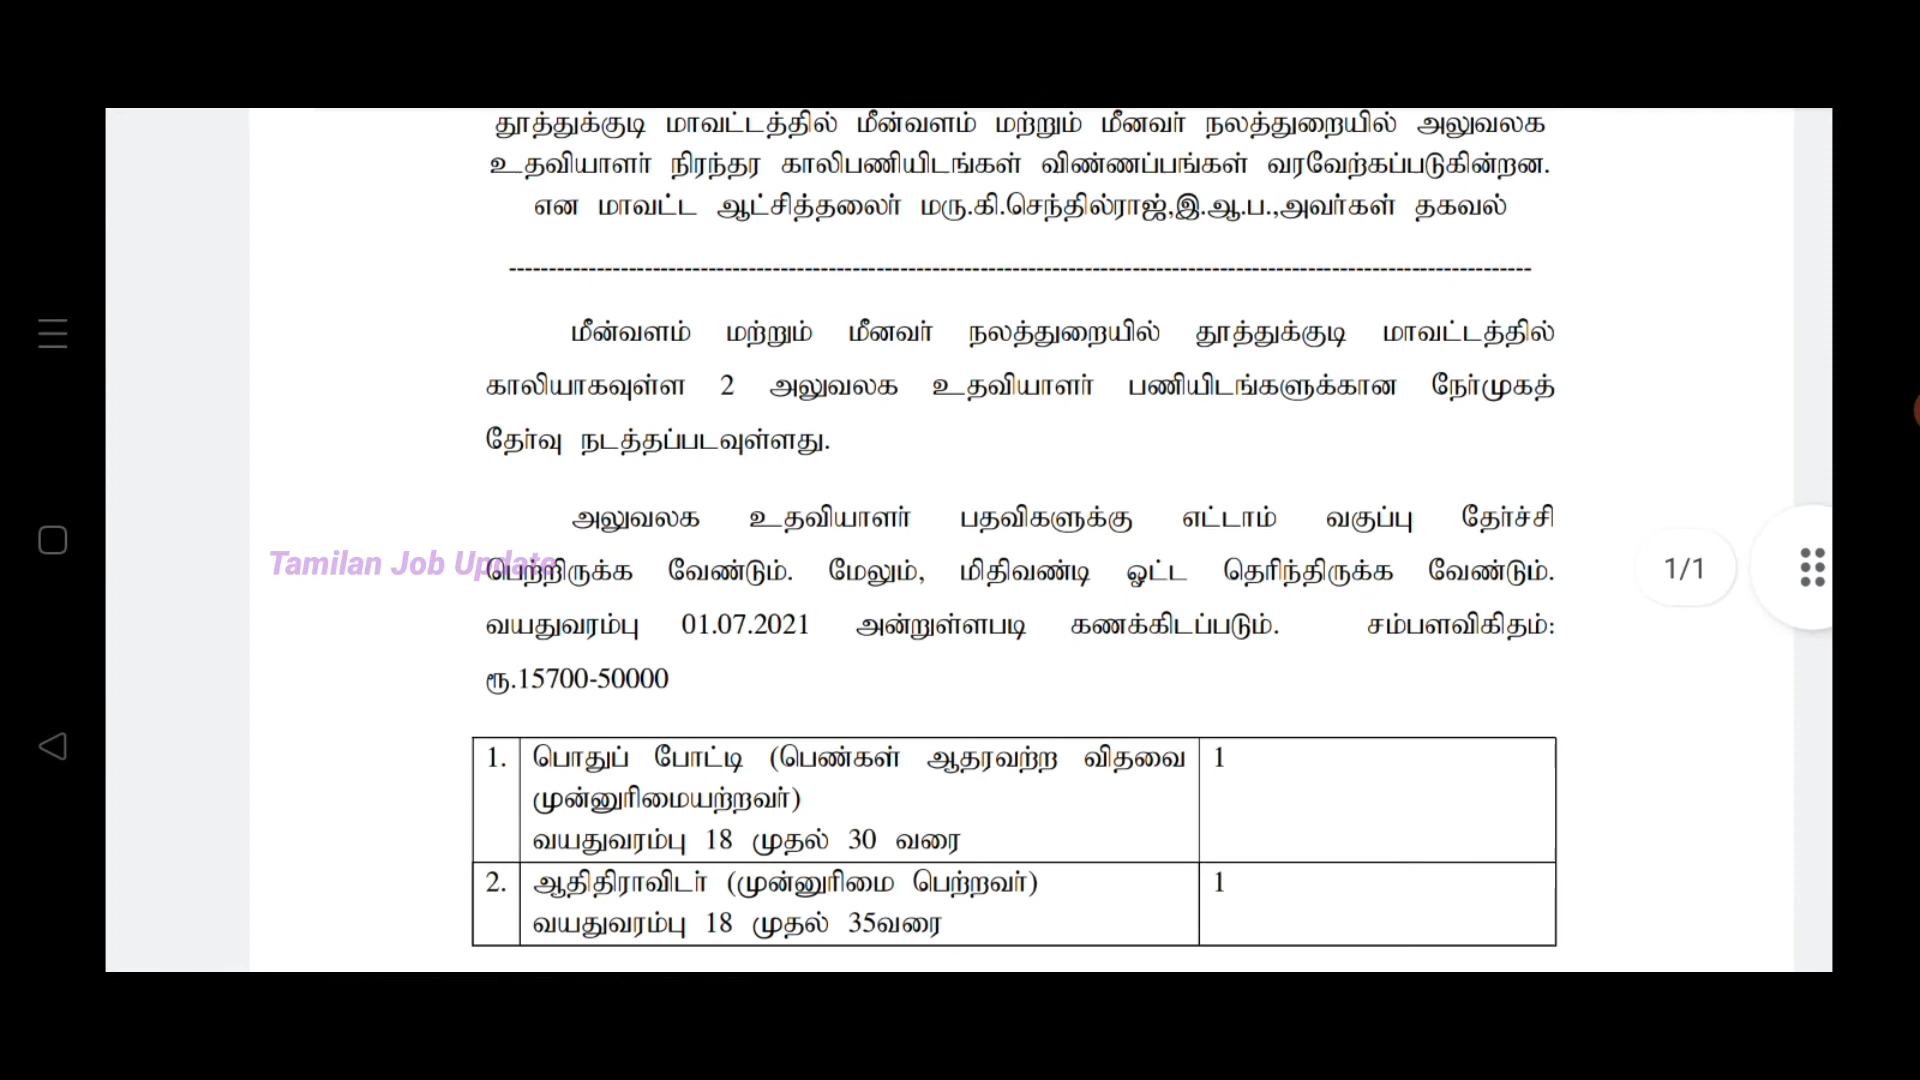 தூத்துக்குடி மாவட்டத்தில் மீன்வளம் மற்றும் மீனவர் நலத்துறையில் அலுவலக
உதவியாளர் நிரந்தர காலிபணியிடங்கள் விண்ணப்பங்கள் வரவேற்கப்படுகின்றன.
என மாவட்ட ஆட்சித்தலைர் மரு.கி.செந்தில்ராஜ்,இ.ஆ.ப.,அவர்கள் தகவல்
மீன்வளம் மற்றும் மீனவர் நலத்துறையில் தூத்துக்குடி மாவட்டத்தில்
காலியாகவுள்ள 2 அலுவலக உதவியாளர் பணியிடங்களுக்கான நேர்முகத்
தேர்வு நடத்தப்படவுள்ளது.
அலுவலக உதவியாளர் பதவிகளுக்கு எட்டாம் வகுப்பு தேர்ச்சி
Tamilan Job Update
பெற்றிருக்க வேண்டும். மேலும், மிதிவண்டி ஓட்ட தெரிந்திருக்க வேண்டும்.
1/1
வயதுவரம்பு 01.07.2021 அன்றுள்ளபடி கணக்கிடப்படும். சம்பளவிகிதம்:
ரூ.15700-50000
1. பொதுப் போட்டி (பெண்கள் ஆதரவற்ற விதவை 1
முன்னுரிமையற்றவர்)
வயதுவரம்பு 18 முதல் 30 வரை
2. ஆதிதிராவிடர் (முன்னுரிமை பெற்றவர்) 1
வயதுவரம்பு 18 முதல் 35வரை